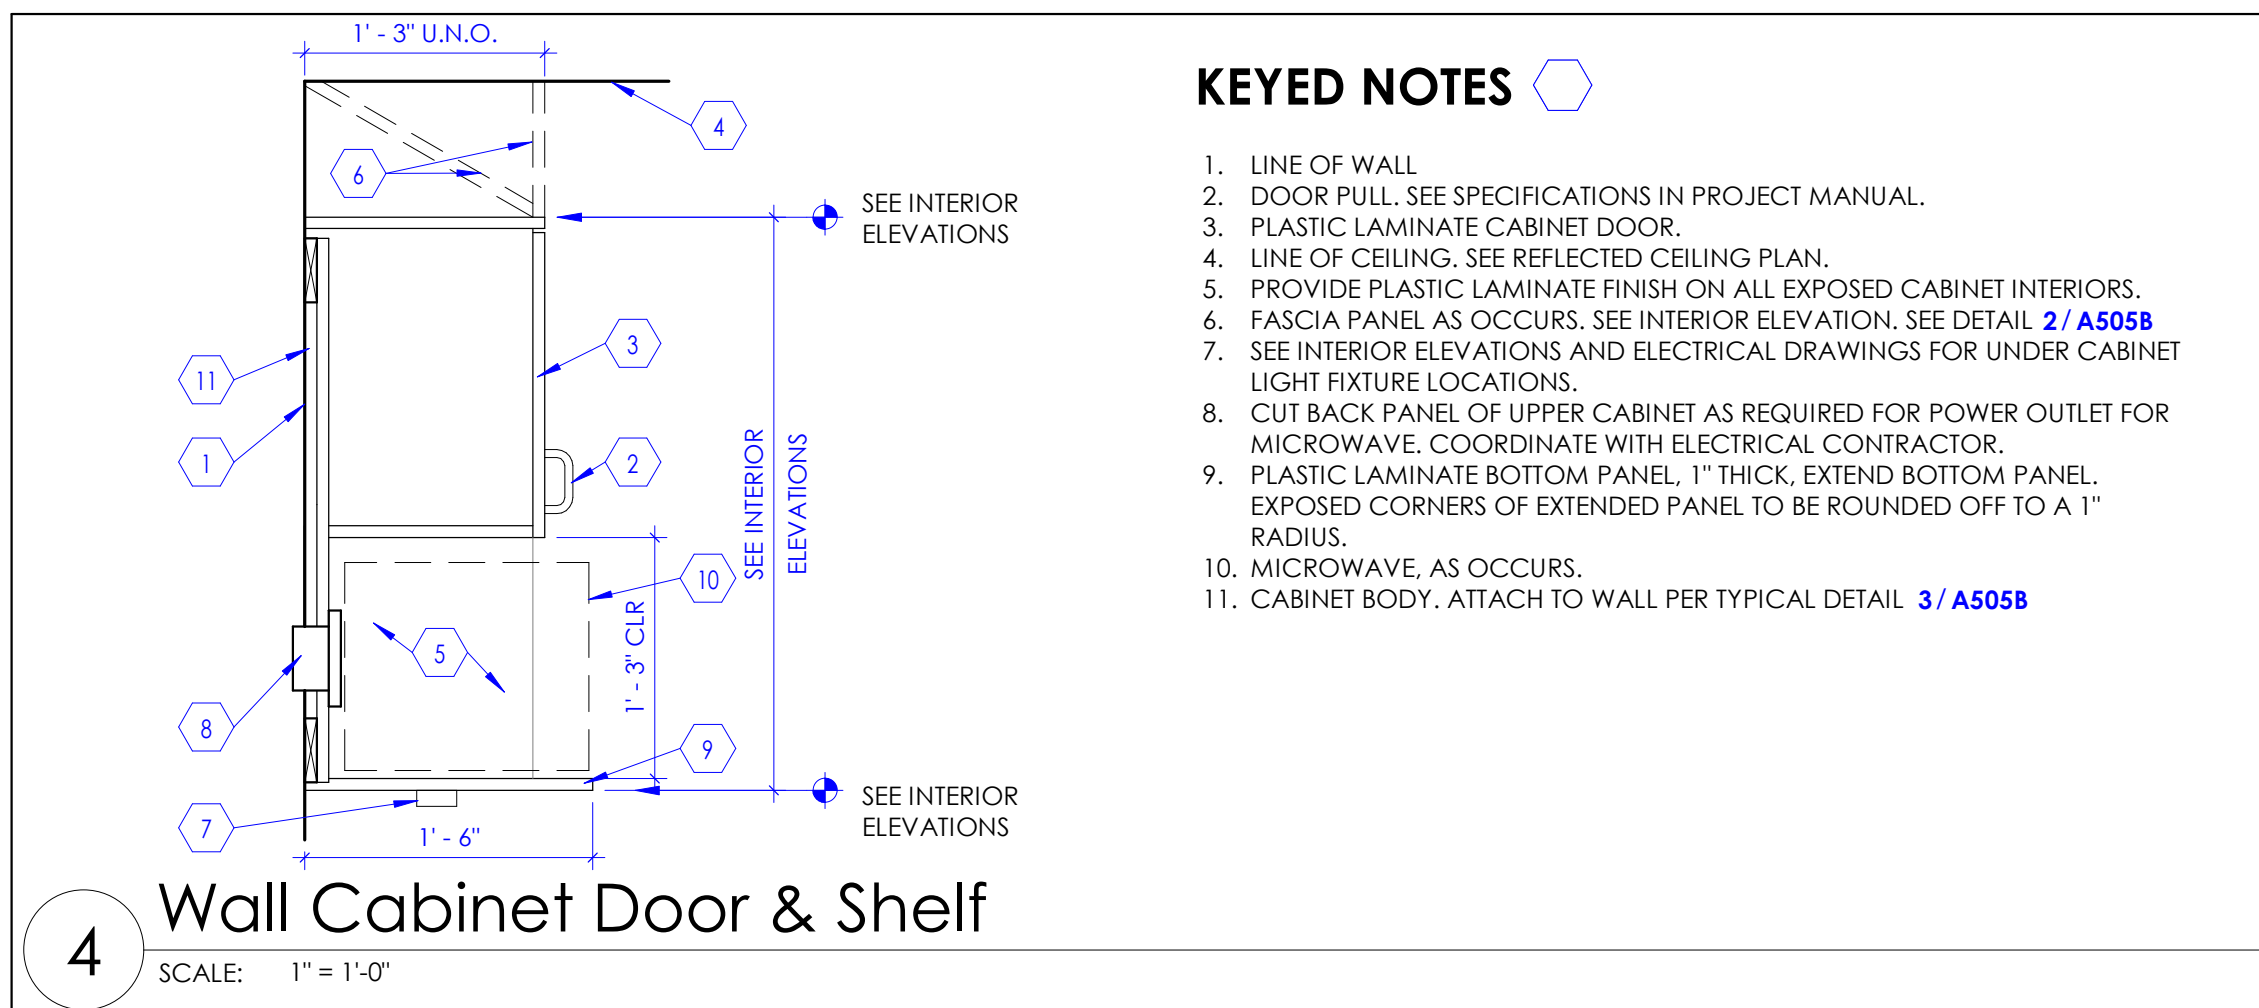 1' - 3" U.N.O.
4
6
SEE INTERIOR
ELEVATIONS
3
11
1
2
SEE INTERIOR
ELEVATIONS
10
1' - 3" CLR
5
8
9
7
SEE INTERIOR
ELEVATIONS
1' - 6"
4
Wall Cabinet Door & Shelf
SCALE: 1" = 1'-0"
KEYED NOTES
1. LINE OF WALL
2. DOOR PULL. SEE SPECIFICATIONS IN PROJECT MANUAL.
3. PLASTIC LAMINATE CABINET DOOR.
4. LINE OF CEILING. SEE REFLECTED CEILING PLAN.
5. PROVIDE PLASTIC LAMINATE FINISH ON ALL EXPOSED CABINET INTERIORS.
6. FASCIA PANEL AS OCCURS. SEE INTERIOR ELEVATION. SEE DETAIL 2 / A505B
7. SEE INTERIOR ELEVATIONS AND ELECTRICAL DRAWINGS FOR UNDER CABINET
LIGHT FIXTURE LOCATIONS.
8. CUT BACK PANEL OF UPPER CABINET AS REQUIRED FOR POWER OUTLET FOR
MICROWAVE. COORDINATE WITH ELECTRICAL CONTRACTOR.
9. PLASTIC LAMINATE BOTTOM PANEL, 1" THICK, EXTEND BOTTOM PANEL.
EXPOSED CORNERS OF EXTENDED PANEL TO BE ROUNDED OFF TO A 1"
RADIUS.
10. MICROWAVE, AS OCCURS.
11. CABINET BODY. ATTACH TO WALL PER TYPICAL DETAIL 3 / A505B